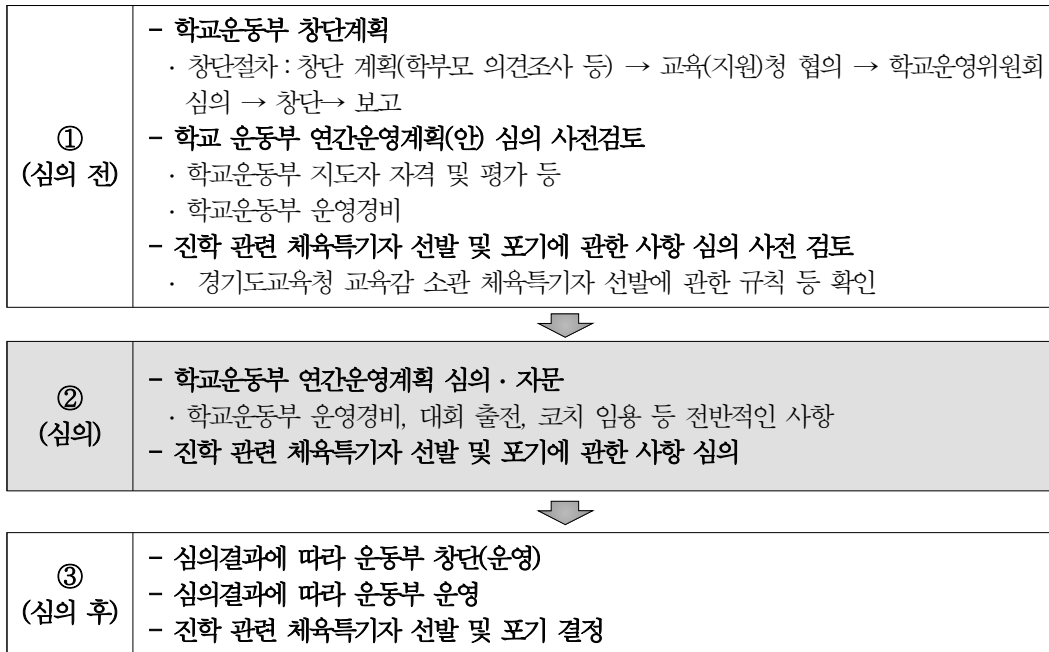 ①
(심의 전)
- 학교운동부 창단계획
· 창단절차 : 창단 계획(학부모 의견조사 등) → 교육(지원)청 협의 → 학교운영위원회
심의 → 창단→ 보고
- 학교 운동부 연간운영계획(안) 심의 사전검토
· 학교운동부 지도자 자격 및 평가 등
· 학교운동부 운영경비
- 진학 관련 체육특기자 선발 및 포기에 관한 사항 심의 사전 검토
· 경기도교육청 교육감 소관 체육특기자 선발에 관한 규칙 등 확인
②
(심의)
- 학교운동부 연간운영계획 심의·자문
· 학교운동부 운영경비, 대회 출전, 코치 임용 등 전반적인 사항
- 진학 관련 체육특기자 선발 및 포기에 관한 사항 심의
③
(심의 후)
- 심의결과에 따라 운동부 창단(운영)
- 심의결과에 따라 운동부 운영
- 진학 관련 체육특기자 선발 및 포기 결정